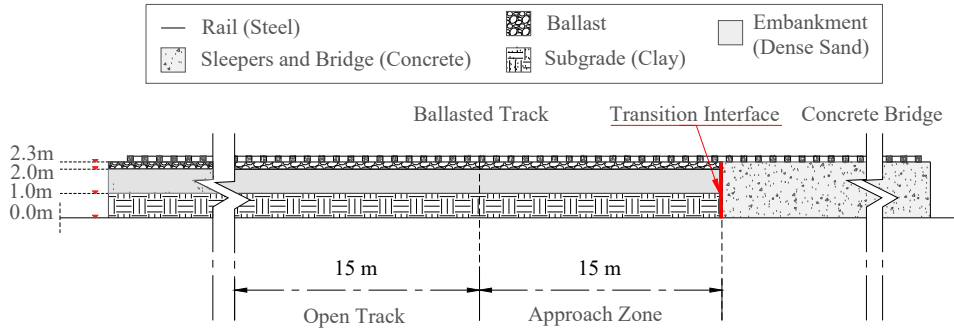 Rail (Steel)
Ballast
Embankment
(Dense Sand)
Sleepers and Bridge (Concrete)
Subgrade (Clay)
Ballasted Track
Transition Interface
Concrete Bridge
2.3m
2.0m
1.0m
0.0m
15 m
15 m
Open Track
Approach Zone